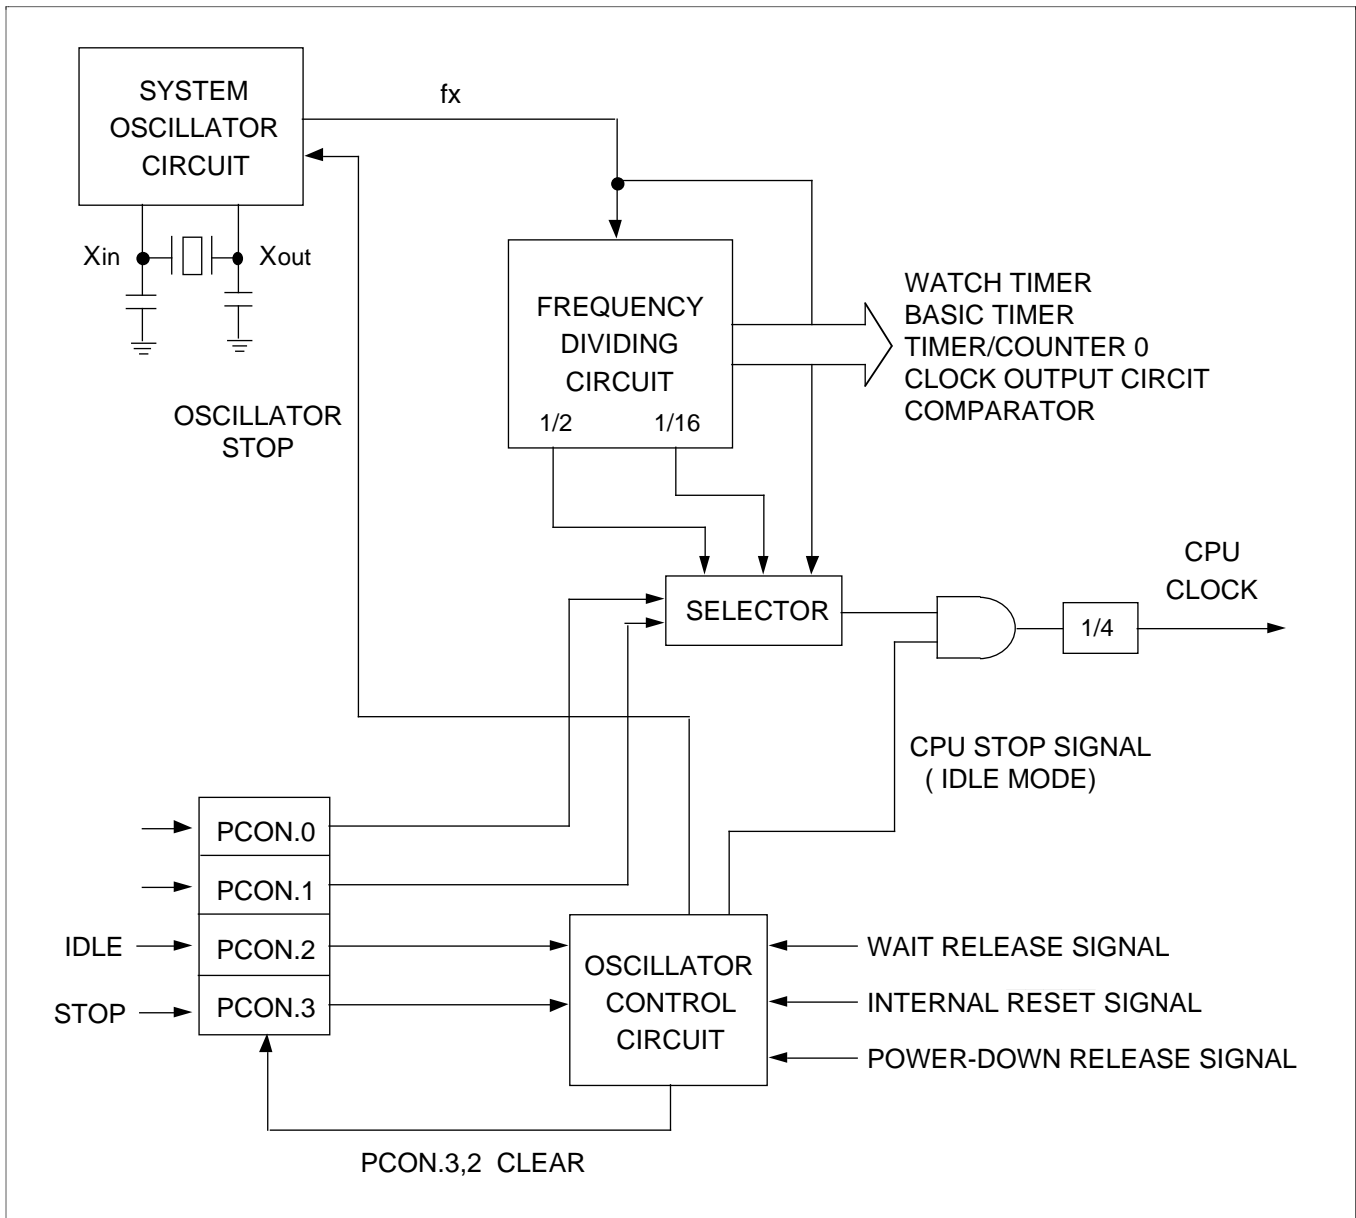 SYSTEM
OSCILLATOR
CIRCUIT
fx
Xin
Xout
FREQUENCY
DIVIDING
CIRCUIT
1/2
1/16
WATCH TIMER
BASIC TIMER
TIMER/COUNTER 0
CLOCK OUTPUT CIRCIT
COMPARATOR
OSCILLATOR
STOP
SELECTOR
1/4
CPU
CLOCK
CPU STOP SIGNAL
( IDLE MODE)
PCON.0
PCON.1
IDLE
PCON.2
STOP
PCON.3
OSCILLATOR
CONTROL
CIRCUIT
WAIT RELEASE SIGNAL
INTERNAL RESET SIGNAL
POWER-DOWN RELEASE SIGNAL
PCON.3,2 CLEAR